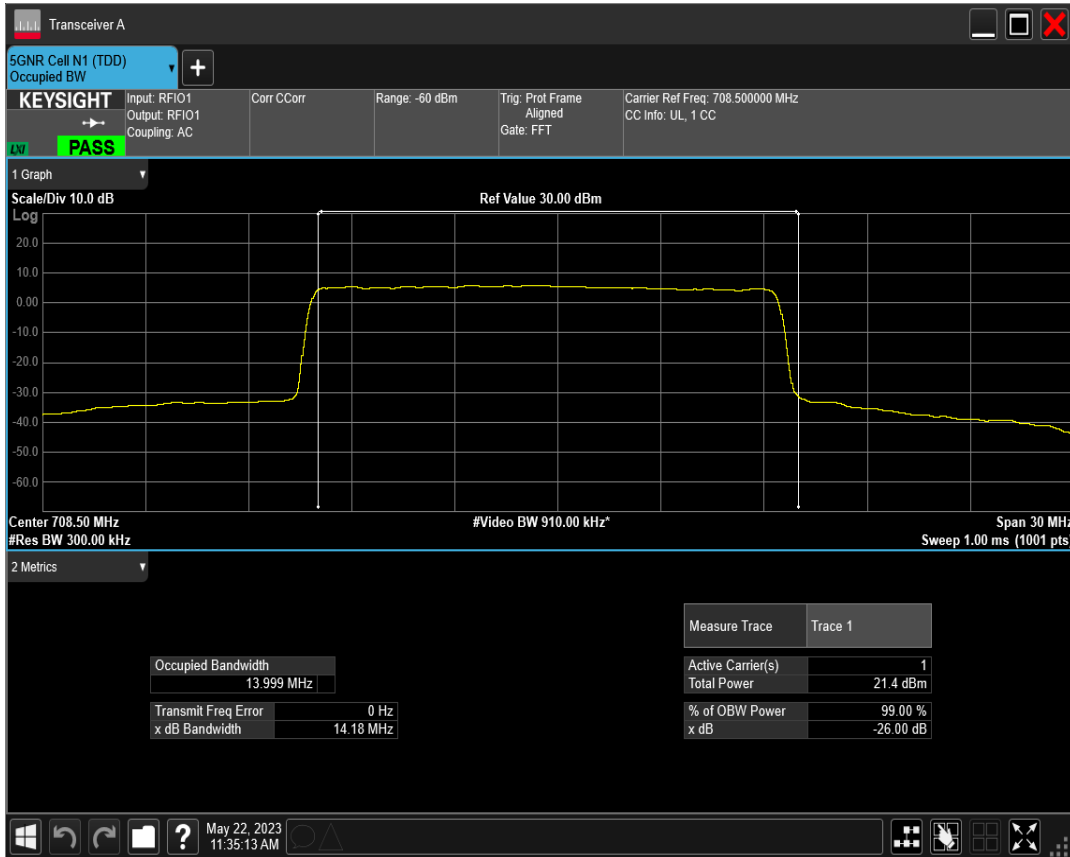 Transceiver A
5GNR Cell N1 (TDD)
Occupied BW
+
KEYSIGHT
LXI
PASS
Input: RFIO1
Output: RFIO1
Coupling: AC
Corr CCorr
Range: -60 dBm
Trig: Prot Frame
Aligned
Gate: FFT
Carrier Ref Freq: 708.500000 MHz
CC Info: UL, 1 CC
1 Graph
Scale/Div 10.0 dB
Ref Value 30.00 dBm
Log
20.0
10.0
0.00
-10.0
-20.0
-30.0
-40.0
-50.0
-60.0
Center 708.50 MHz
#Video BW 910.00 kHz*
Span 30 MHz
#Res BW 300.00 kHz
Sweep 1.00 ms (1001 pts)
2 Metrics
Measure Trace Trace 1
Occupied Bandwidth
13.999 MHz
Active Carrier(s) 1
Total Power 21.4 dBm
Transmit Freq Error 0 Hz
x dB Bandwidth 14.18 MHz
% of OBW Power 99.00 %
x dB -26.00 dB
?
May 22, 2023
11:35:13 AM